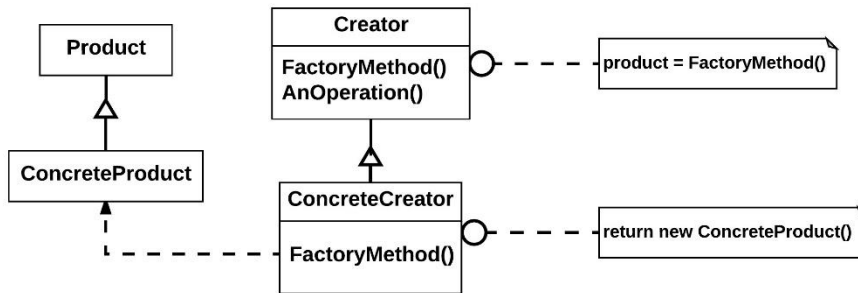 Product
ConcreteProduct
Creator
FactoryMethod()
AnOperation()
product = FactoryMethod()
ConcreteCreator
FactoryMethod()
return new ConcreteProduct()